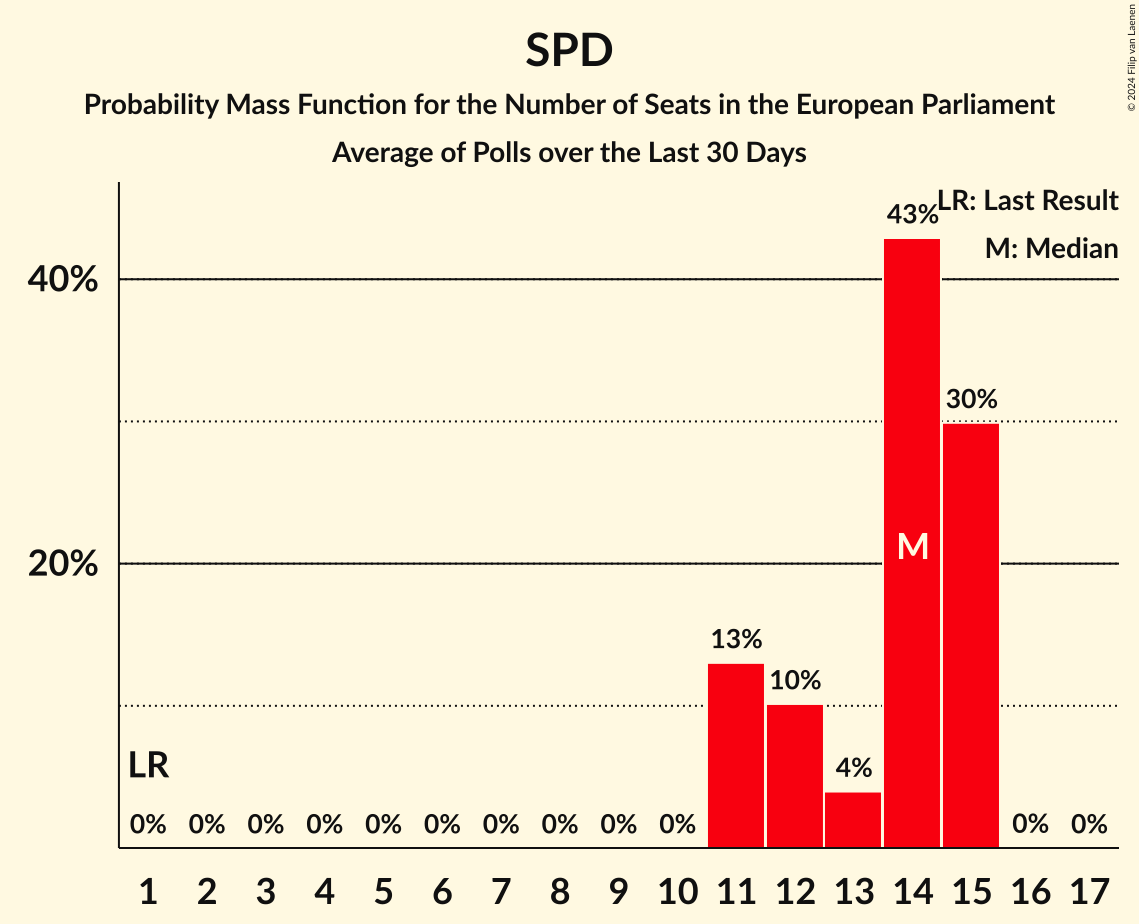 SPD
Probability Mass Function for the Number of Seats in the European Parliament
Average of Polls over the Last 30 Days
© 2024 Filip van Laenen
LR: Last Result
M: Median
40%
20%
43%
30%
M
13%
10%
4%
LR
0% 0% 0% 0% 0% 0% 0% 0% 0% 0% 0% 0%
1 2 3 4 5 6 7 8 9 10 11 12 13 14 15 16 17